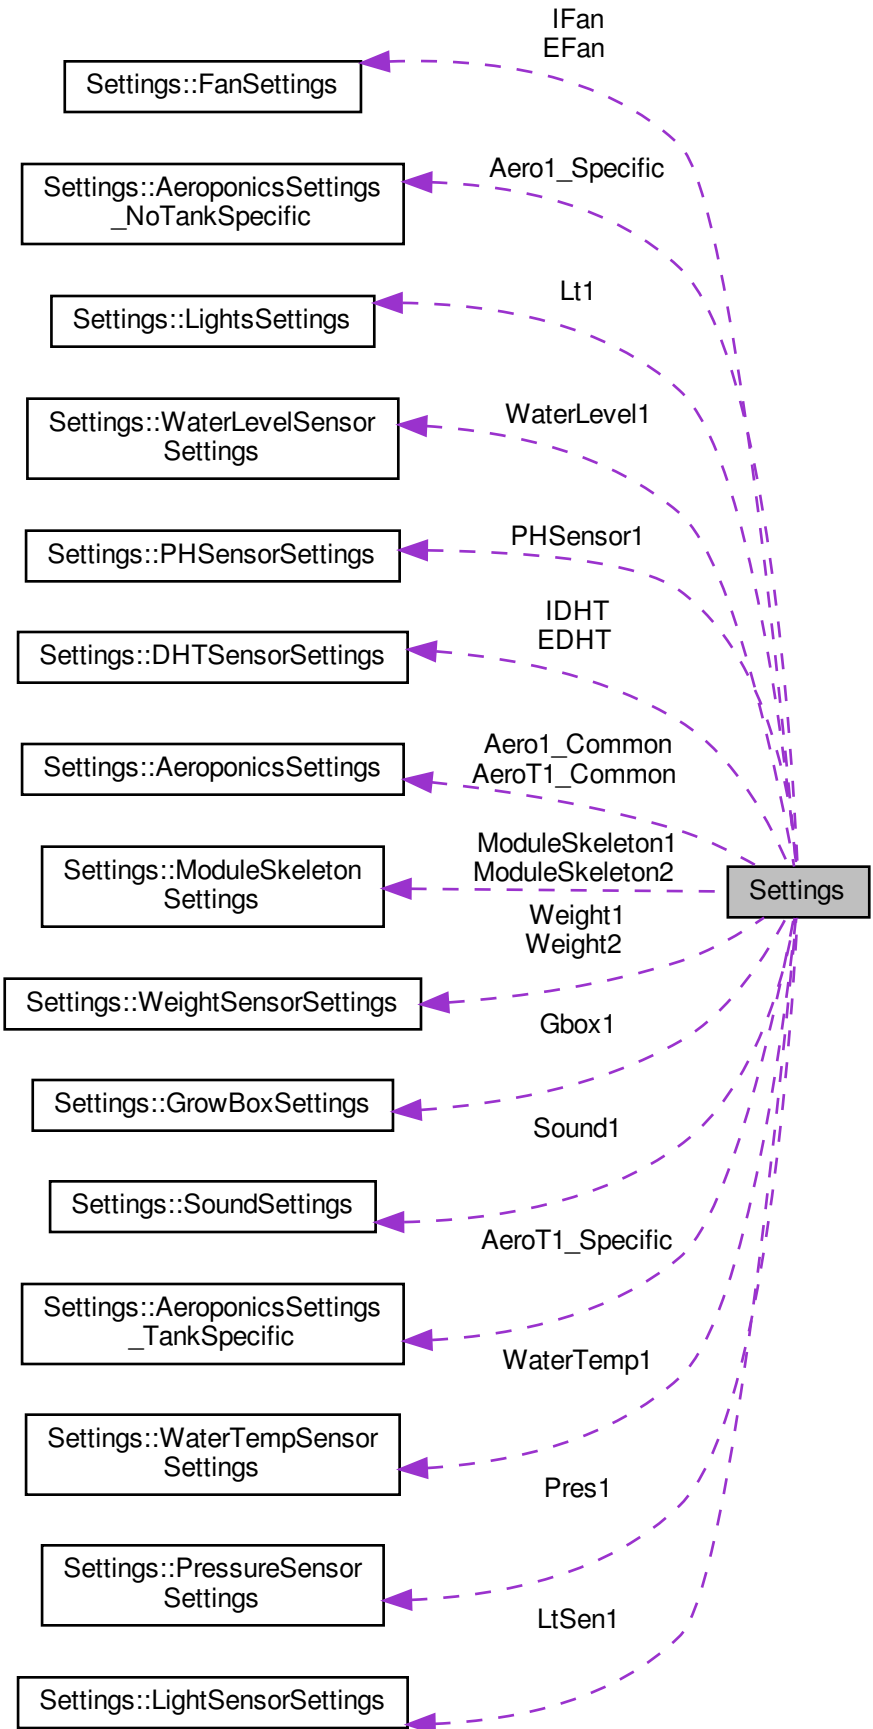 IFan
EFan
Settings::FanSettings
Aero1_Specific
Settings::AeroponicsSettings
_NoTankSpecific
Lt1
Settings::LightsSettings
WaterLevel1
Settings::WaterLevelSensor
Settings
PHSensor1
Settings::PHSensorSettings
IDHT
EDHT
Settings::DHTSensorSettings
Aero1_Common
AeroT1_Common
Settings::AeroponicsSettings
ModuleSkeleton1
ModuleSkeleton2
Settings::ModuleSkeleton
Settings
Settings
Weight1
Weight2
Settings::WeightSensorSettings
Gbox1
Settings::GrowBoxSettings
Sound1
Settings::SoundSettings
AeroT1_Specific
Settings::AeroponicsSettings
_TankSpecific
WaterTemp1
Settings::WaterTempSensor
Settings
Pres1
Settings::PressureSensor
Settings
LtSen1
Settings::LightSensorSettings